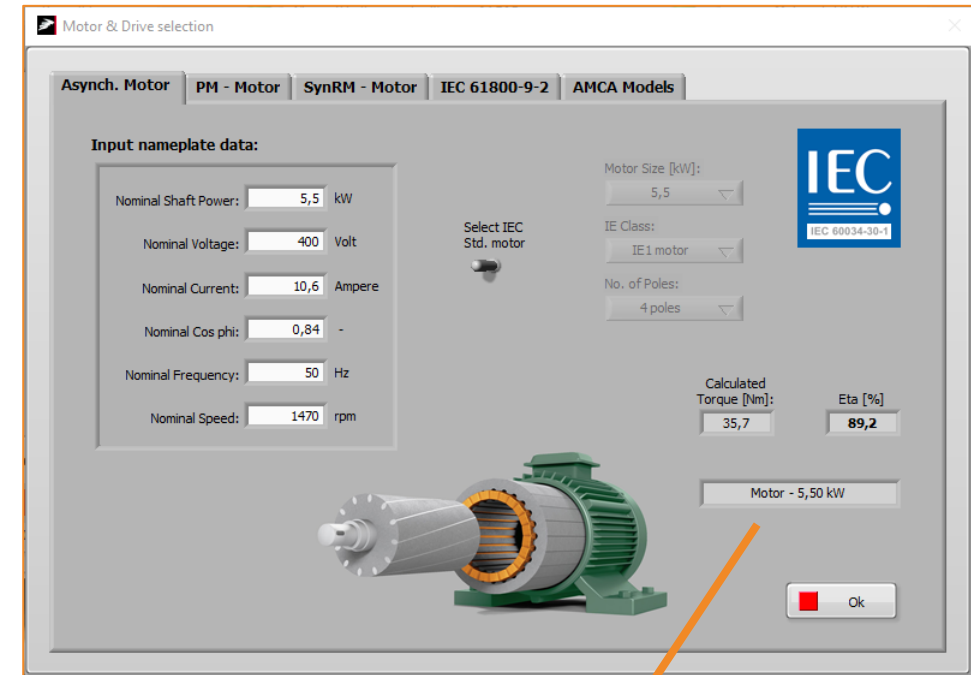 Motor & Drive selection
Asynch. Motor PM - Motor SynRM - Motor IEC 61800-9-2 AMCA Models
Input nameplate data:
Nominal Shaft Power: 5,5 kW
Nominal Voltage: 400 Volt
Nominal Current: 10,6 Ampere
Nominal Cos phi: 0,84 -
Nominal Frequency: 50 Hz
Nominal Speed: 1470 rpm
Select IEC
Std. motor
Motor Size [kW]:
5,5
IE Class:
IE1 motor
No. of Poles:
4 poles
IEC
IEC 60034-30-1
Calculated
Torque [Nm]:
35,7
Eta [%]
89,2
Motor - 5,50 kW
Ok